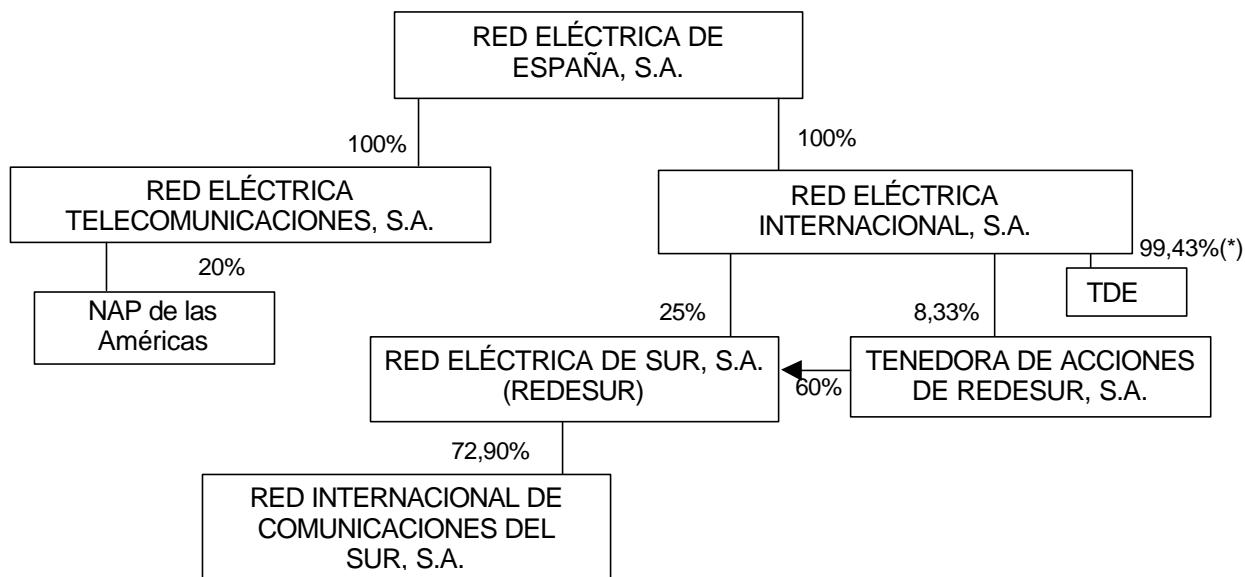 RED ELÉCTRICA DE
ESPAÑA, S.A.
100%
100%
RED ELÉCTRICA
TELECOMUNICACIONES, S.A.
RED ELÉCTRICA
INTERNACIONAL, S.A.
20%
99,43%(*)
NAP de las
Américas
TDE
25%
8,33%
RED ELÉCTRICA DE SUR, S.A.
(REDESUR)
60%
TENEDORA DE ACCIONES
DE REDESUR, S.A.
72,90%
RED INTERNACIONAL DE
COMUNICACIONES DEL
SUR, S.A.